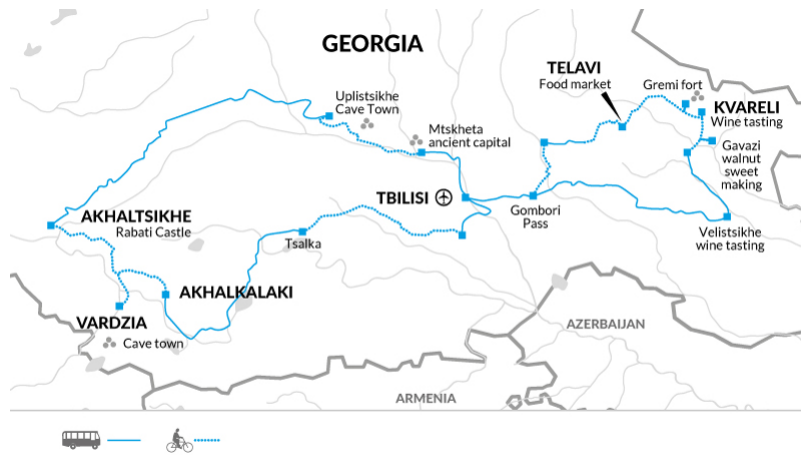 GEORGIA
Uplistsikhe
Cave Town
Mtskheta
ancient capital
TELAVI
Food market
Gremi fort
KVARELI
Wine tasting
Gavazi
walnut
sweet
making
TBILISI
Gombori
Pass
Velistsikhe
wine tasting
AKHALTSIKHE
Rabati Castle
Tsalka
AKHALKALAKI
VARDZIA
Cave town
AZERBAIJAN
ARMENIA